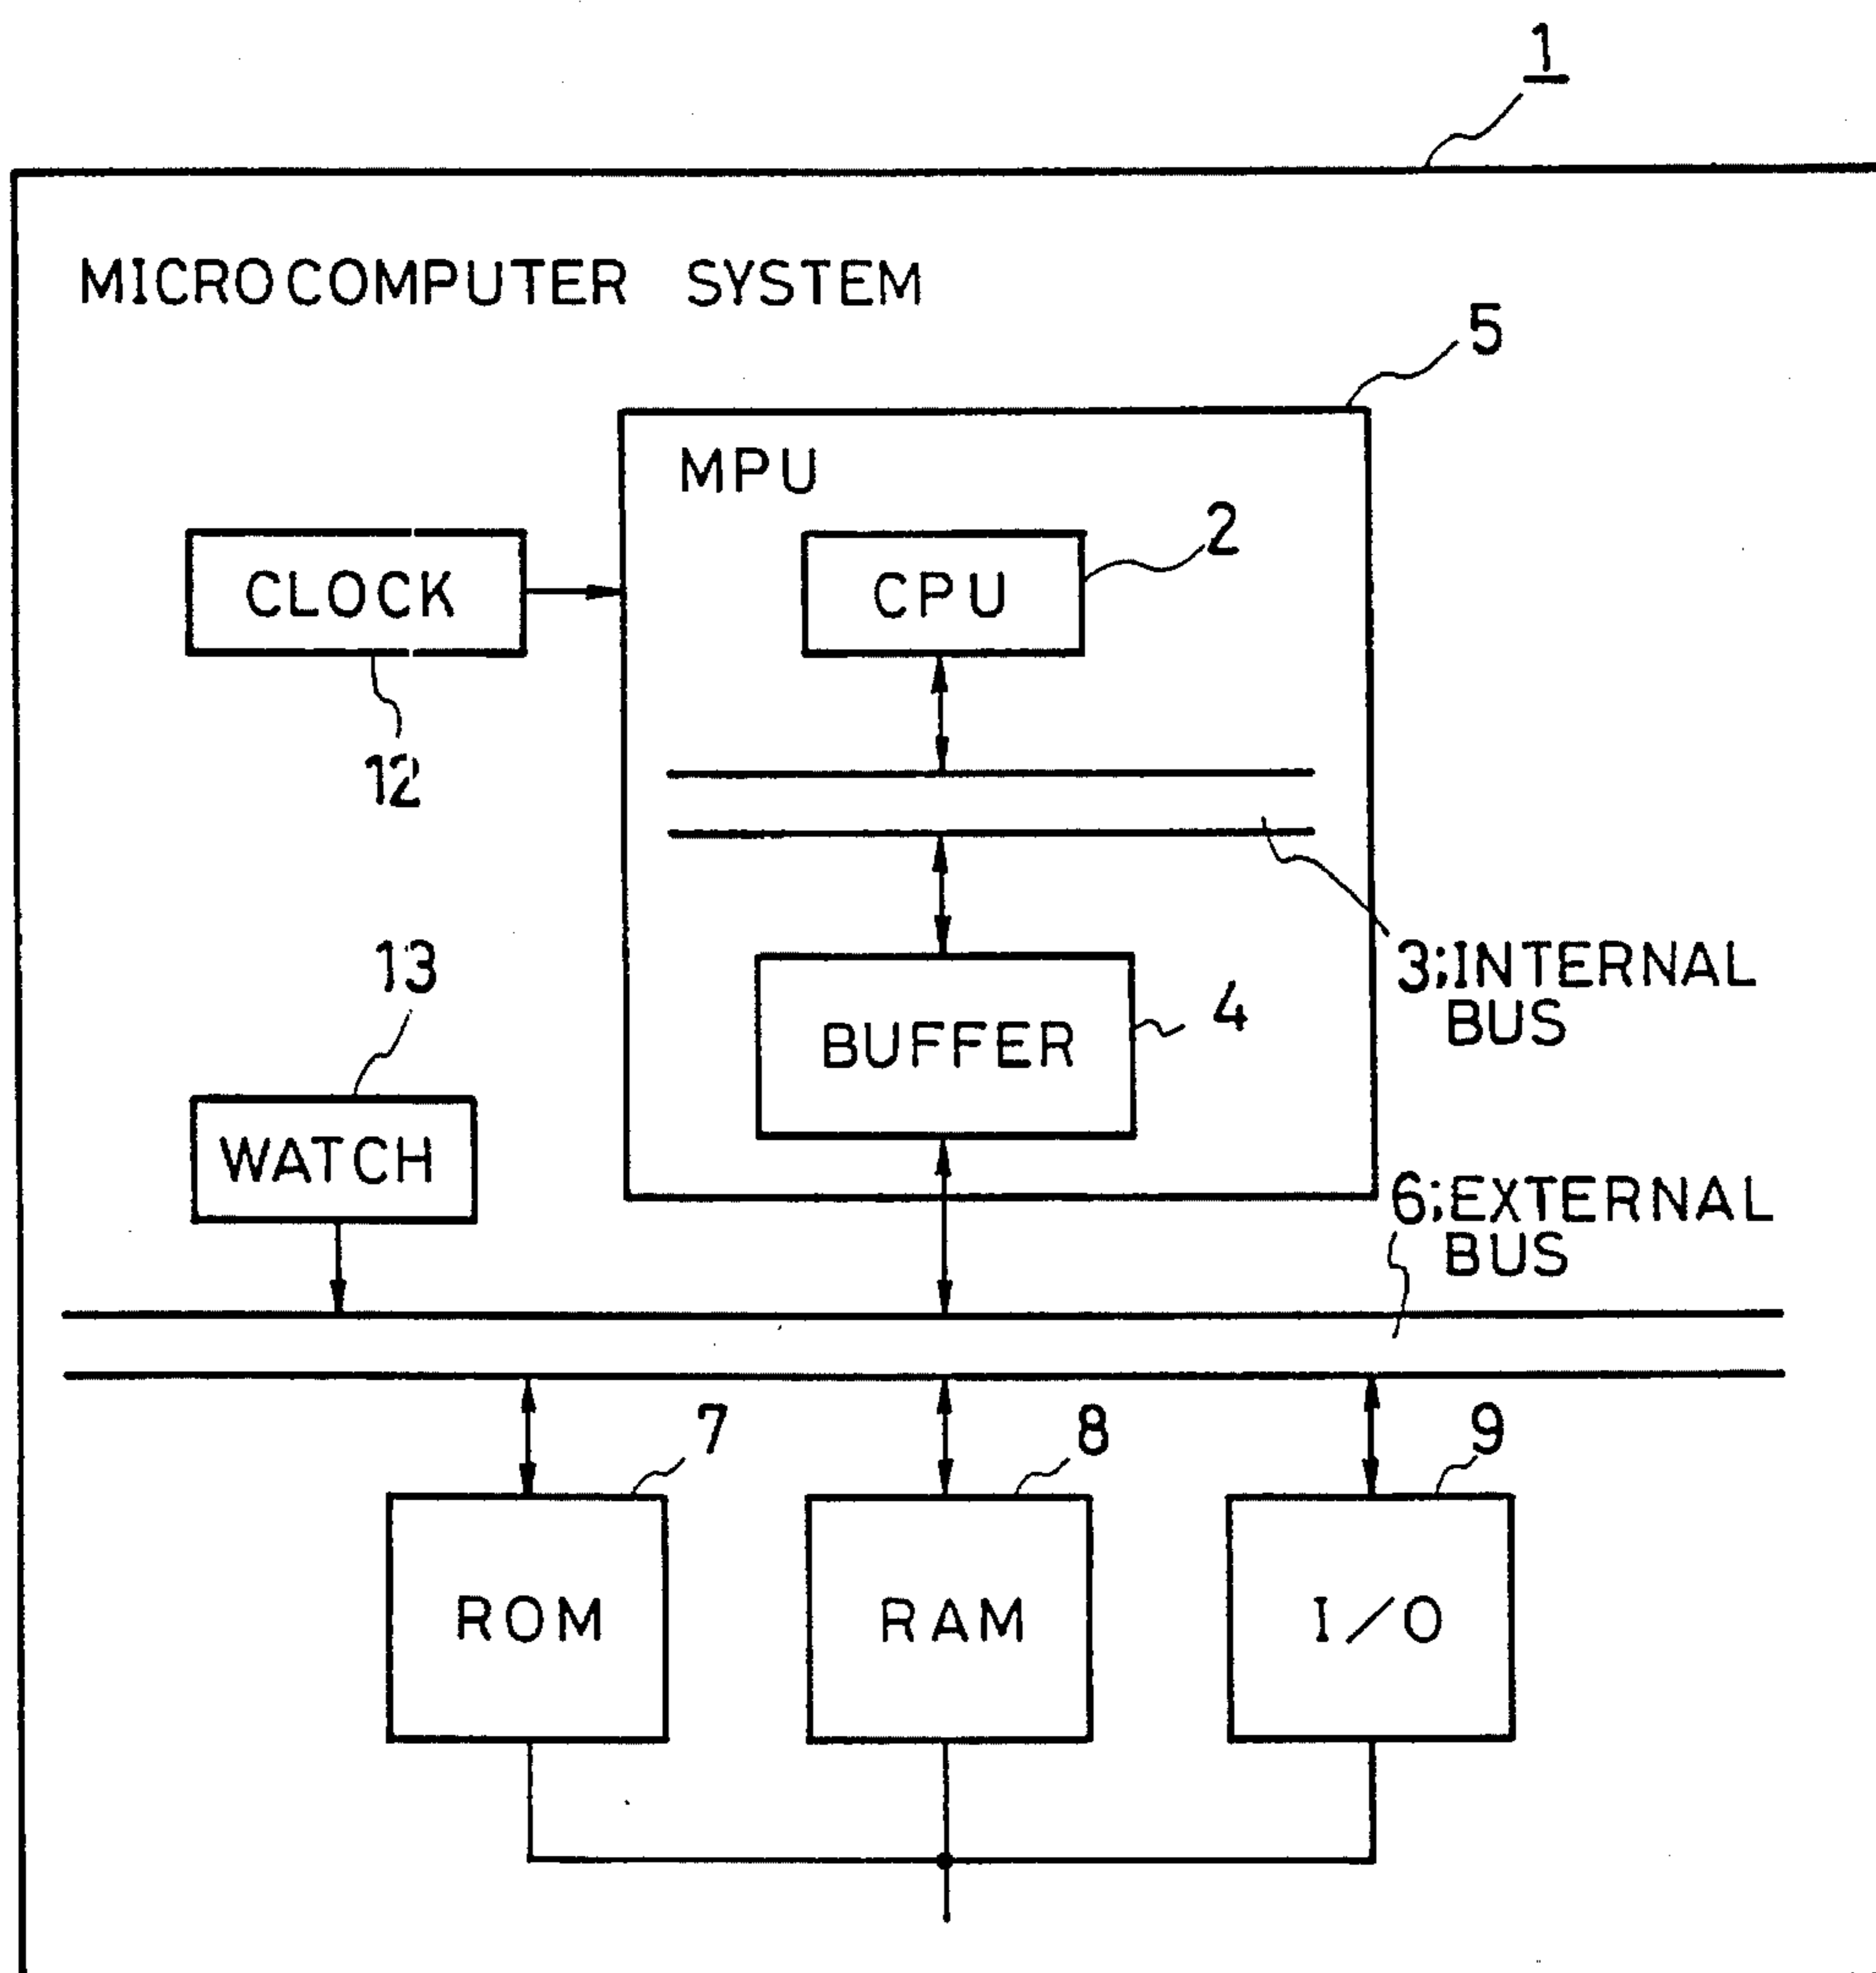 1
MICROCOMPUTER SYSTEM
5
MPU
2
CLOCK
CPU
12
13
3;INTERNAL
BUS
4
BUFFER
WATCH
6;EXTERNAL
BUS
7
8
9
ROM
RAM
I/O